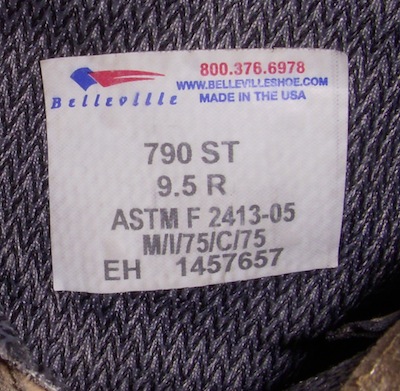 800.376.6978
WWW.BELLEVILLESHOE.COM
Belleville MADE IN THE USA
790 ST
9.5 R
ASTM F 2413-05
M/I/75/C/75
EH 1457657